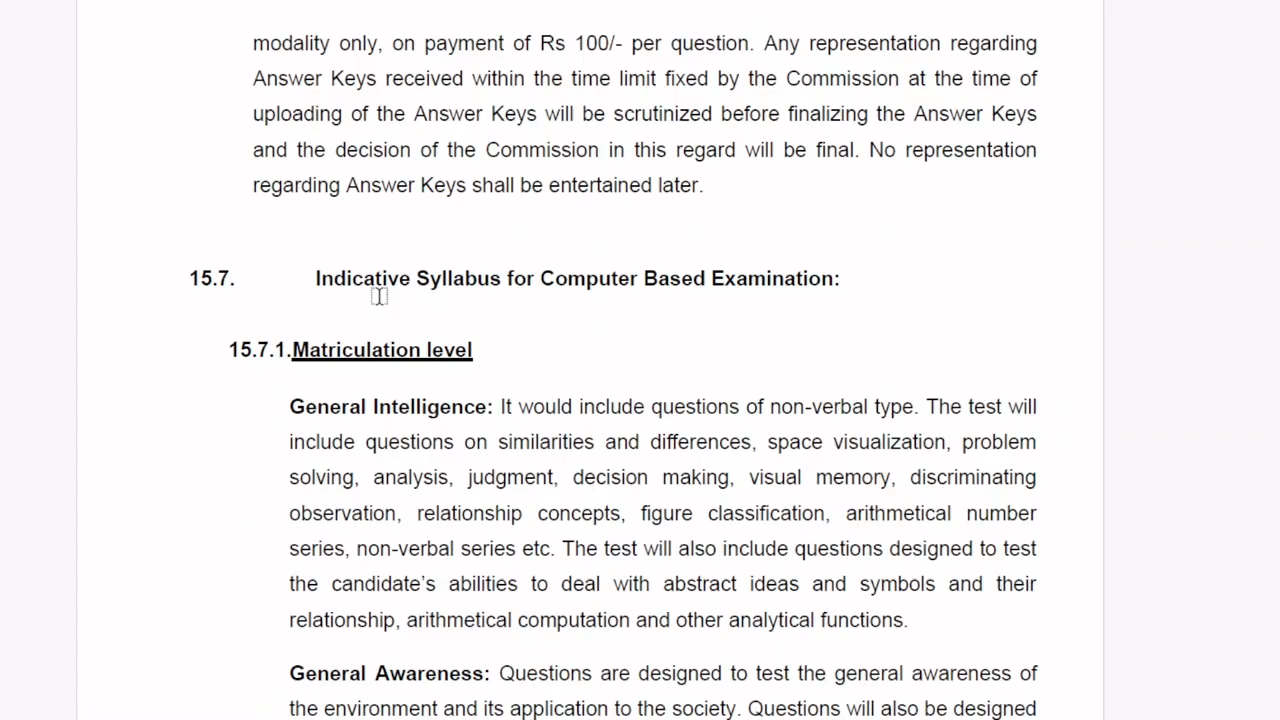 modality only, on payment of Rs 100/- per question. Any representation regarding
Answer Keys received within the time limit fixed by the Commission at the time of
uploading of the Answer Keys will be scrutinized before finalizing the Answer Keys
and the decision of the Commission in this regard will be final. No representation
regarding Answer Keys shall be entertained later.
15.7. Indicative Syllabus for Computer Based Examination:
15.7.1.Matriculation level
General Intelligence: It would include questions of non-verbal type. The test will
include questions on similarities and differences, space visualization, problem
solving, analysis, judgment, decision making, visual memory, discriminating
observation, relationship concepts, figure classification, arithmetical number
series, non-verbal series etc. The test will also include questions designed to test
the candidate’s abilities to deal with abstract ideas and symbols and their
relationship, arithmetical computation and other analytical functions.
General Awareness: Questions are designed to test the general awareness of
the environment and its application to the society. Questions will also be designed